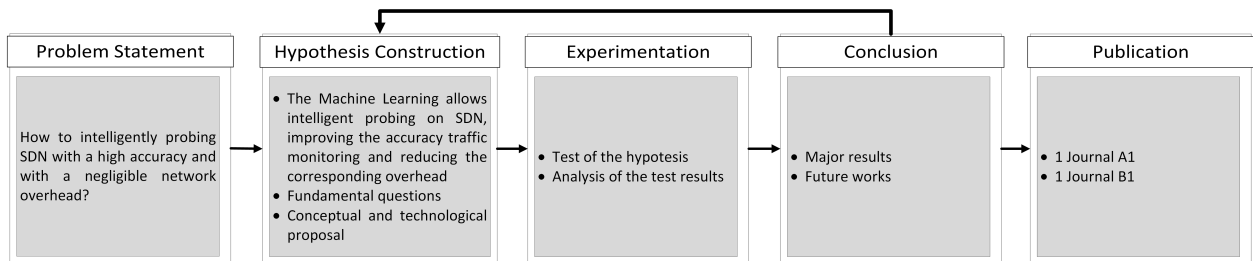 Problem Statement
How to intelligently probing
SDN with a high accuracy and
with a negligible network
overhead?
Hypothesis Construction
• The Machine Learning allows
intelligent probing on SDN,
improving the accuracy traffic
monitoring and reducing the
corresponding overhead
• Fundamental questions
• Conceptual and technological
proposal
Experimentation
• Test of the hypotesis
• Analysis of the test results
Conclusion
• Major results
• Future works
Publication
• 1 Journal A1
• 1 Journal B1